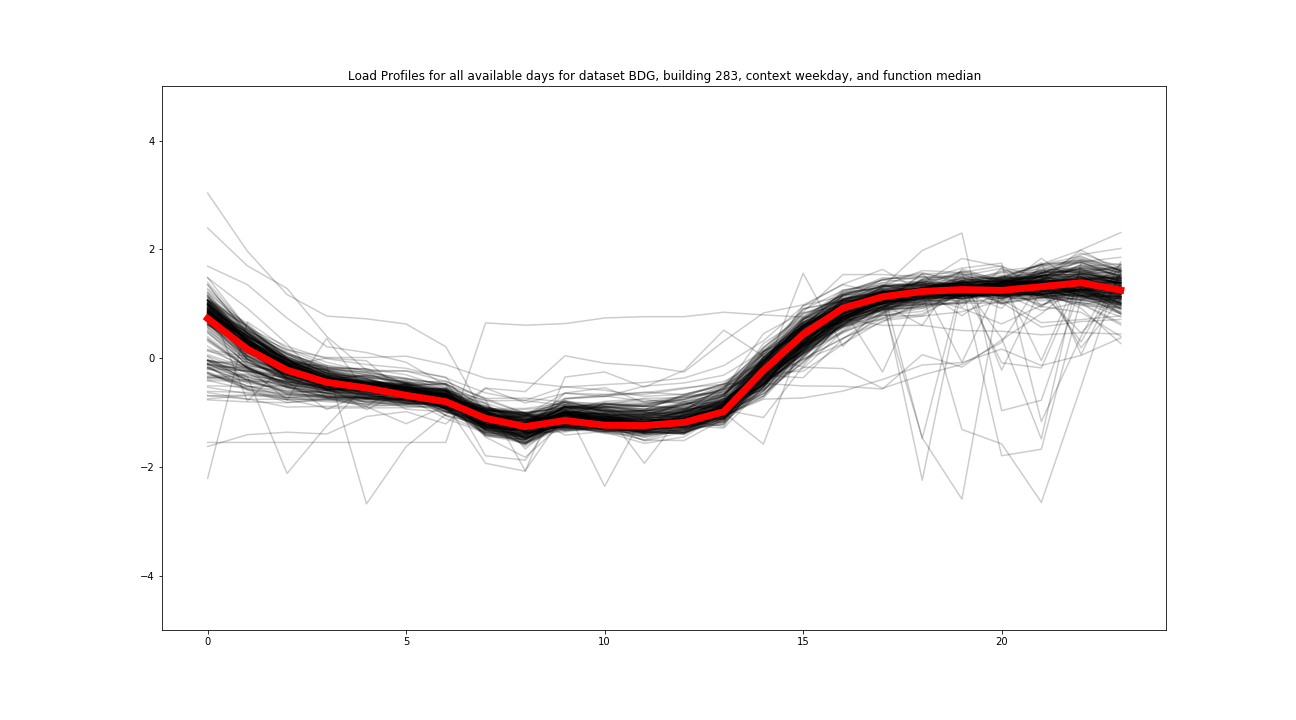 Load Profiles for all available days for dataset BDG, building 283, context weekday, and function median
4
2
0
−2
−4
0 5 10 15 20